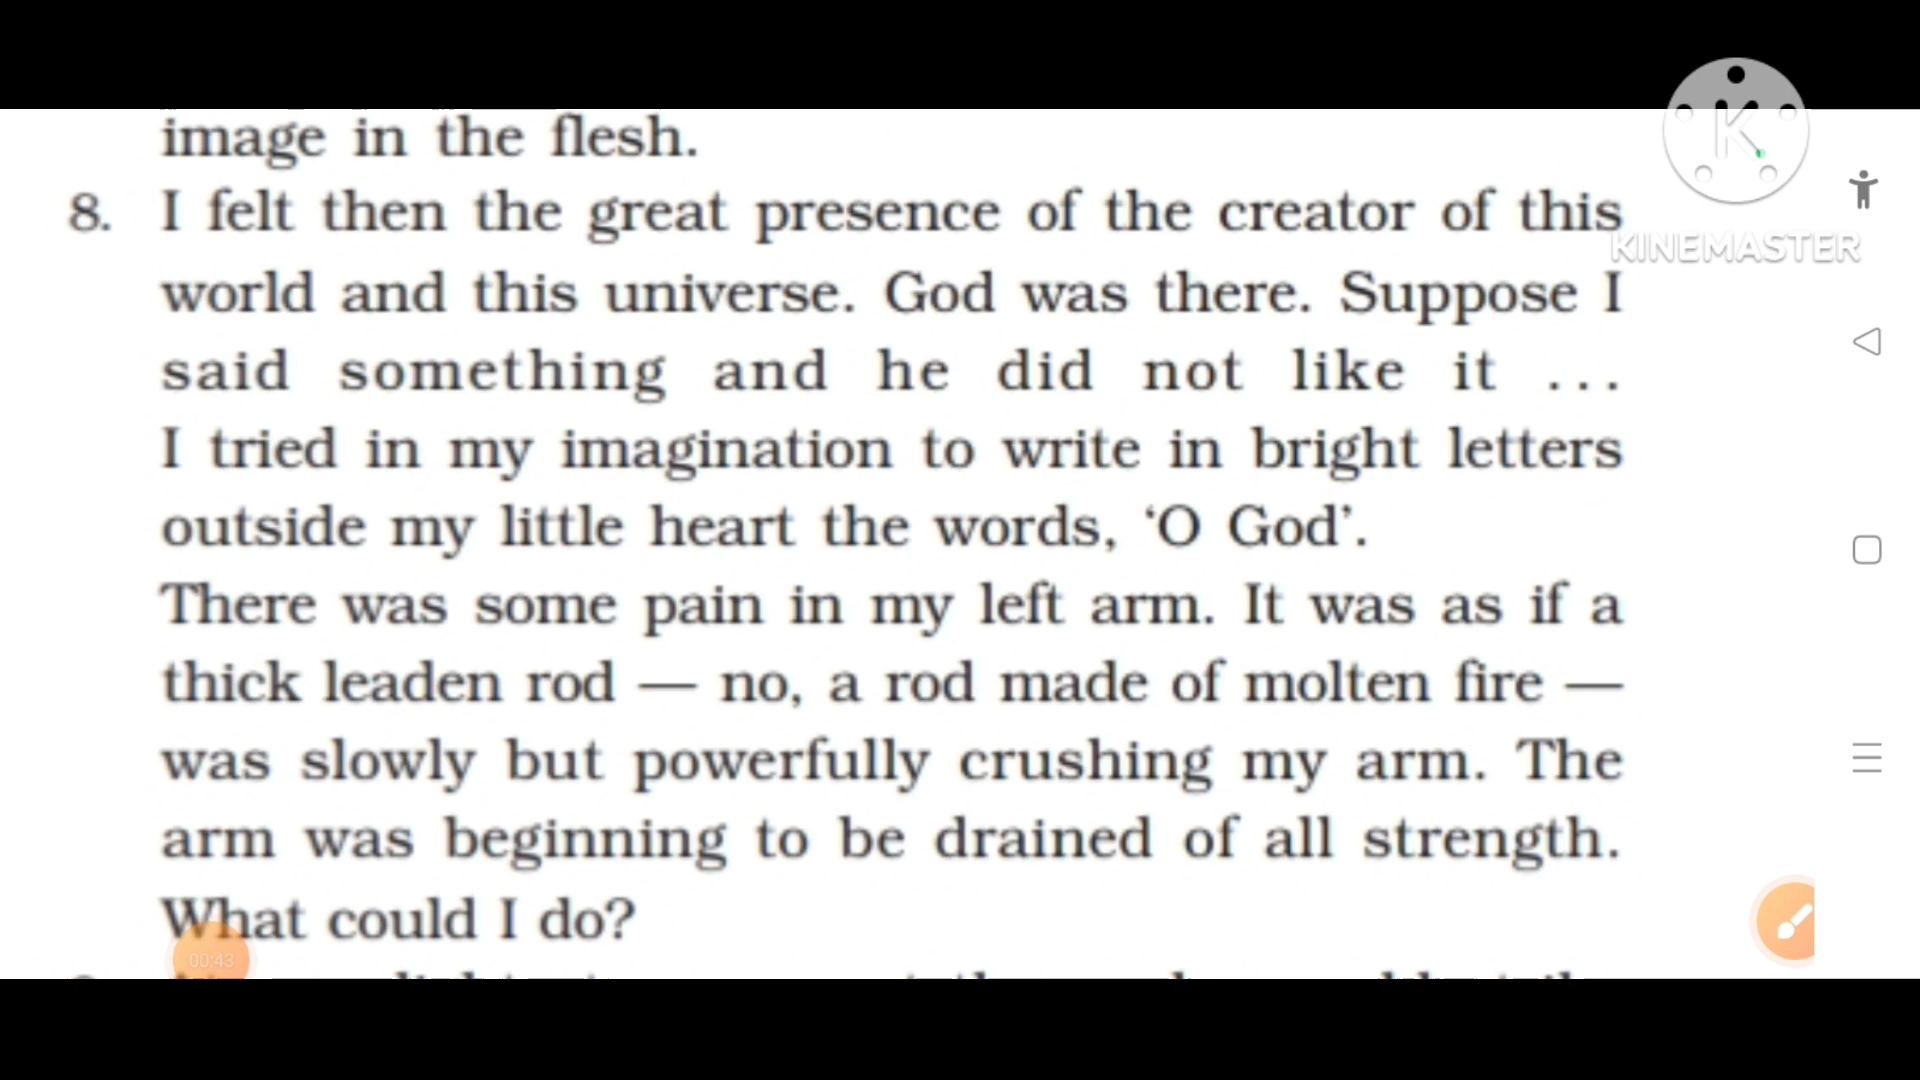 image in the flesh.
KINEMASTER
8. I felt then the great presence of the creator of this
world and this universe. God was there. Suppose I
said something and he did not like it ...
I tried in my imagination to write in bright letters
outside my little heart the words, ‘O God’.
There was some pain in my left arm. It was as if a
thick leaden rod — no, a rod made of molten fire —
was slowly but powerfully crushing my arm. The
arm was beginning to be drained of all strength.
What could I do?
00:43